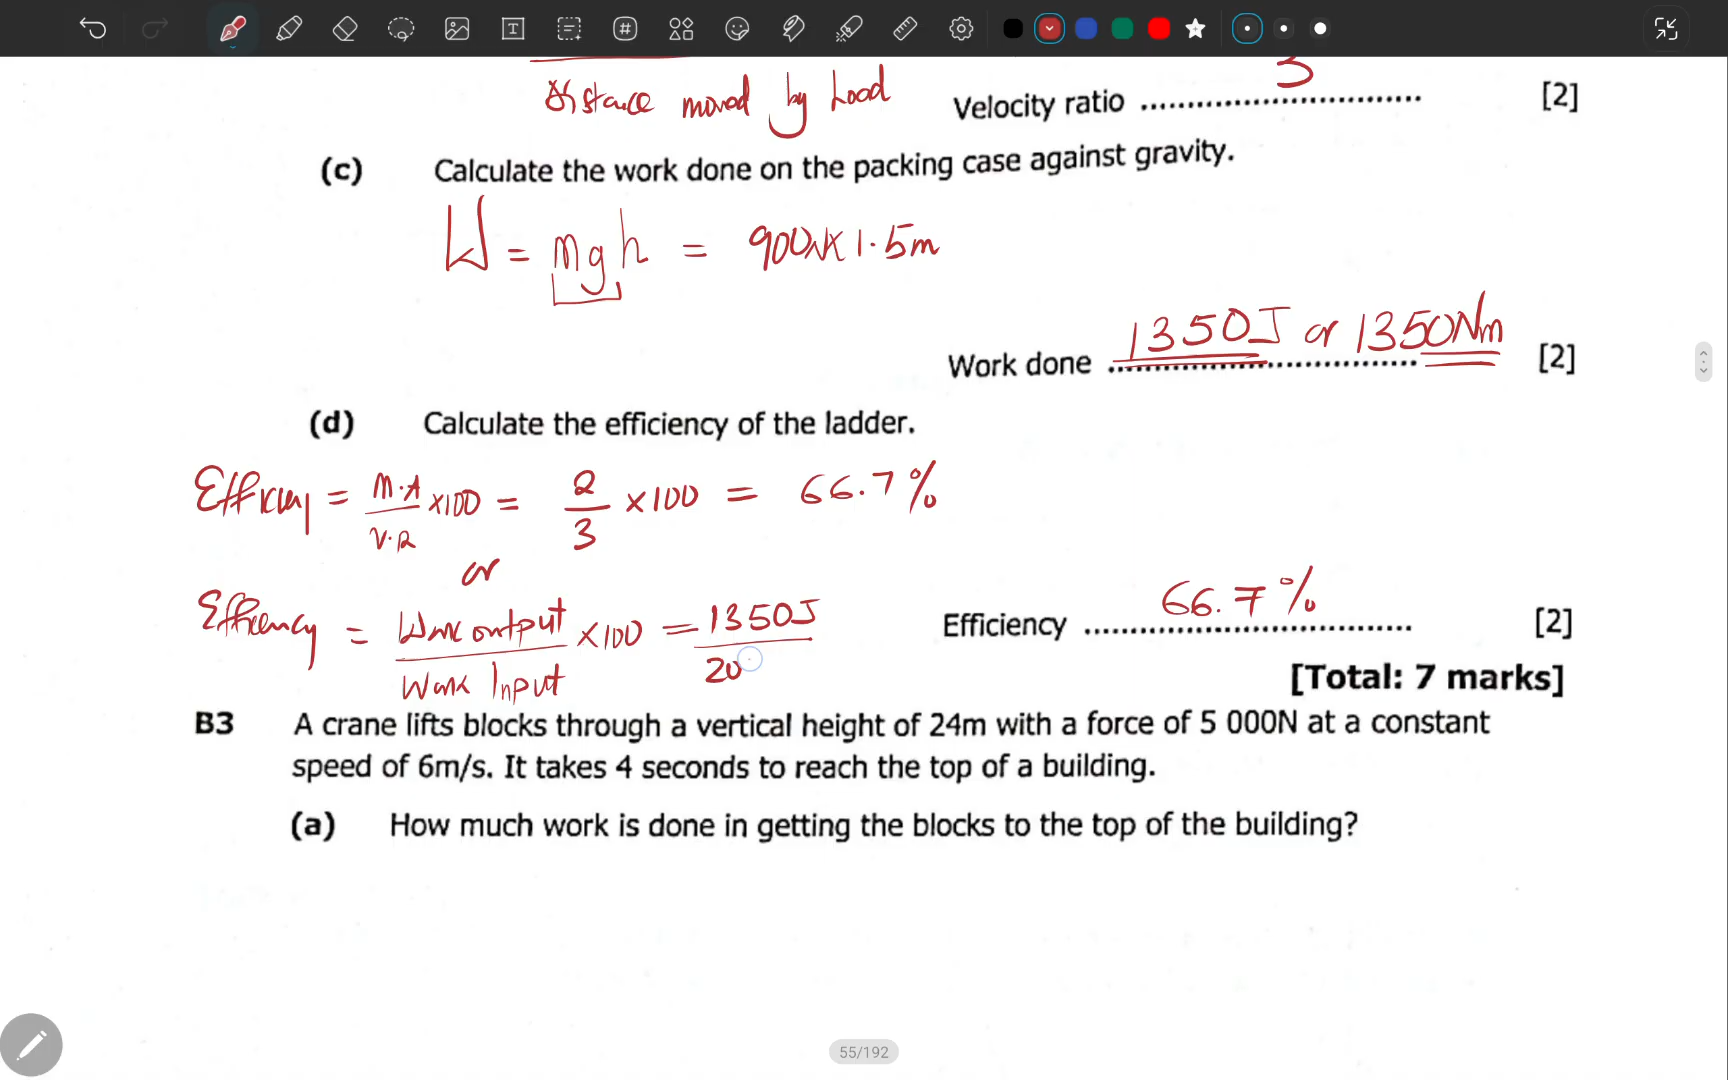 distance moved by Load
Velocity ratio ........ 3 [2]
(c) Calculate the work done on the packing case against gravity.
W = mgh = 900N × 1.5m
1350J or 1350Nm
Work done ........ [2]
(d) Calculate the efficiency of the ladder.
Efficiency = M.A/V.R ×100 = 2/3 ×100 = 66.7%
or
Efficiency = Work output/Work Input ×100 = 1350J/20
Efficiency ........ 66.7% [2]
[Total: 7 marks]
B3 A crane lifts blocks through a vertical height of 24m with a force of 5 000N at a constant
speed of 6m/s. It takes 4 seconds to reach the top of a building.
(a) How much work is done in getting the blocks to the top of the building?
55/192